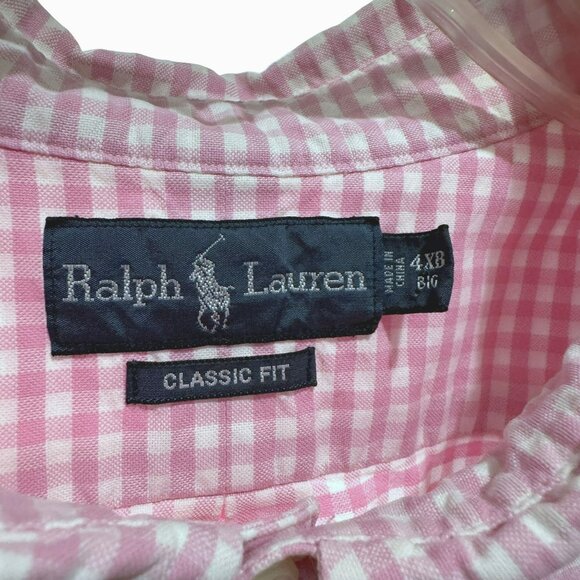 Ralph Lauren
MADE IN
CHINA
4XB
BIG
CLASSIC FIT